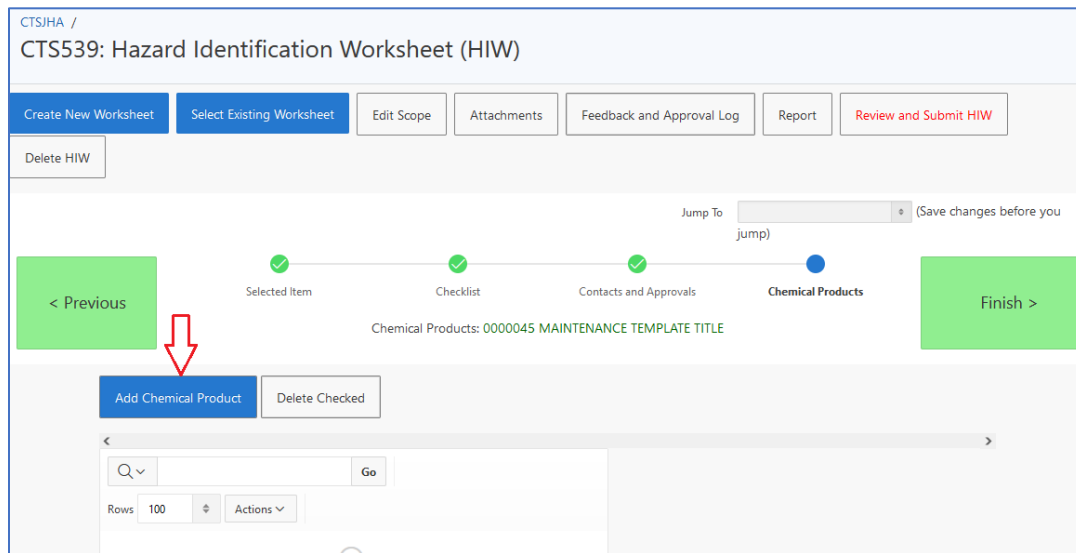 CTSJHA /
CTS539: Hazard Identification Worksheet (HIW)
Create New Worksheet
Select Existing Worksheet
Edit Scope
Attachments
Feedback and Approval Log
Report
Review and Submit HIW
Delete HIW
Jump To
(Save changes before you
jump)
< Previous
Selected Item
Checklist
Contacts and Approvals
Chemical Products
Finish >
Chemical Products: 0000045 MAINTENANCE TEMPLATE TITLE
Add Chemical Product
Delete Checked
Go
Rows
100
Actions